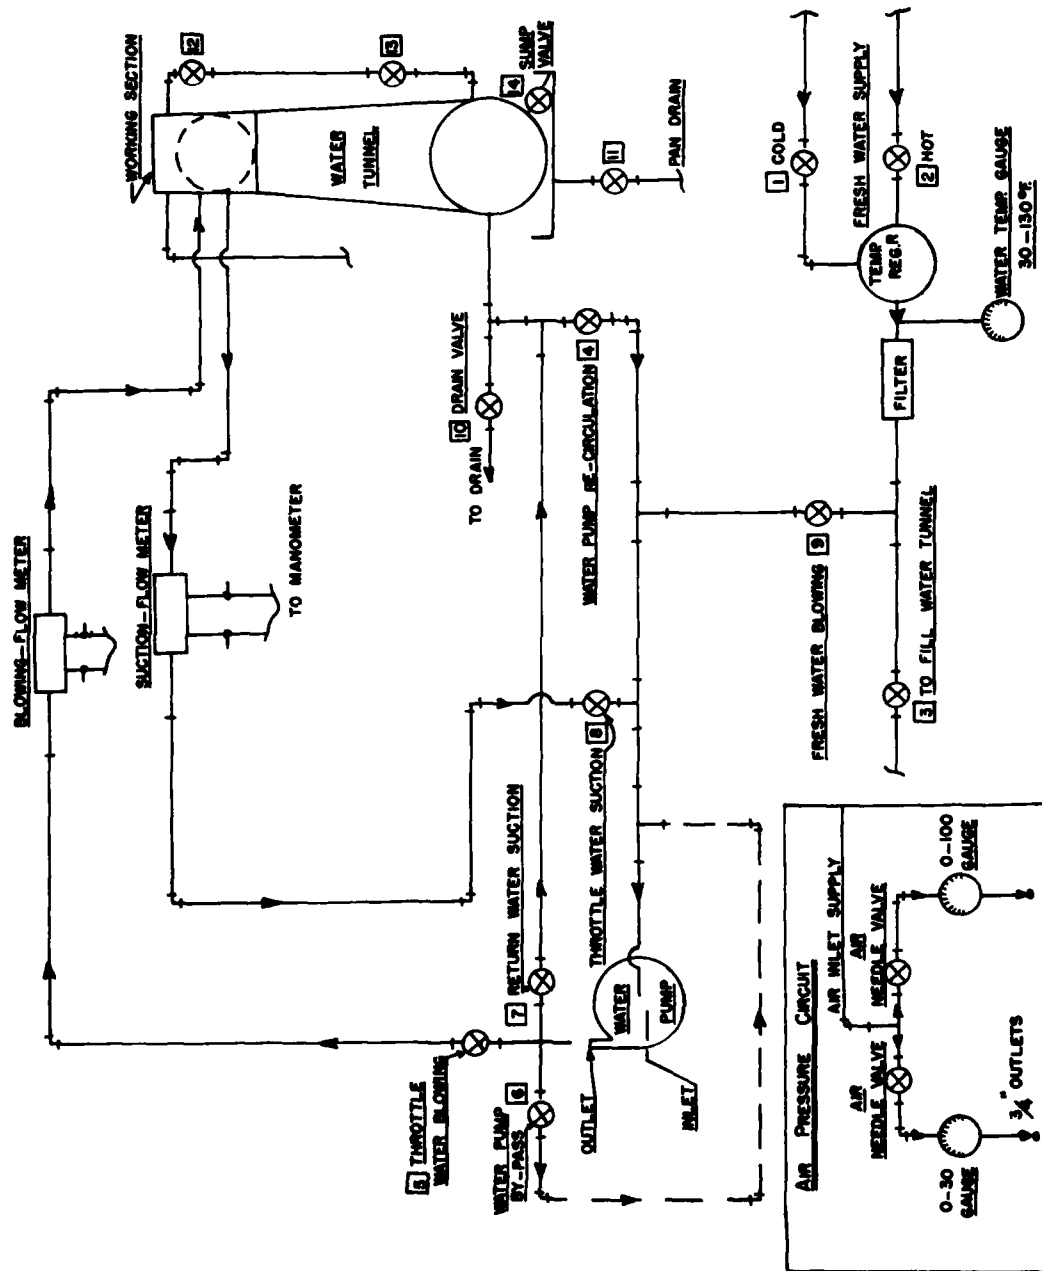 WORKING SECTION
12
13
WATER
TUNNEL
14
SUMP
VALVE
11
PAN DRAIN
BLOWING-FLOW METER
SUCTION-FLOW METER
TO MANOMETER
10 DRAIN VALVE
TO DRAIN
WATER PUMP RE-CIRCULATION 4
1 COLD
FRESH WATER SUPPLY
2 HOT
TEMP
REG.R
WATER TEMP. GAUGE
30-130°F.
FILTER
FRESH WATER BLOWING 9
3 TO FILL WATER TUNNEL
5 THROTTLE
WATER BLOWING
7 RETURN WATER SUCTION
THROTTLE WATER SUCTION 8
WATER PUMP 6
BY-PASS
OUTLET
WATER
PUMP
INLET
AIR PRESSURE CIRCUIT
AIR INLET SUPPLY
AIR
NEEDLE VALVE
AIR
NEEDLE VALVE
0-30
GAUGE
0-100
GAUGE
3/4" OUTLETS